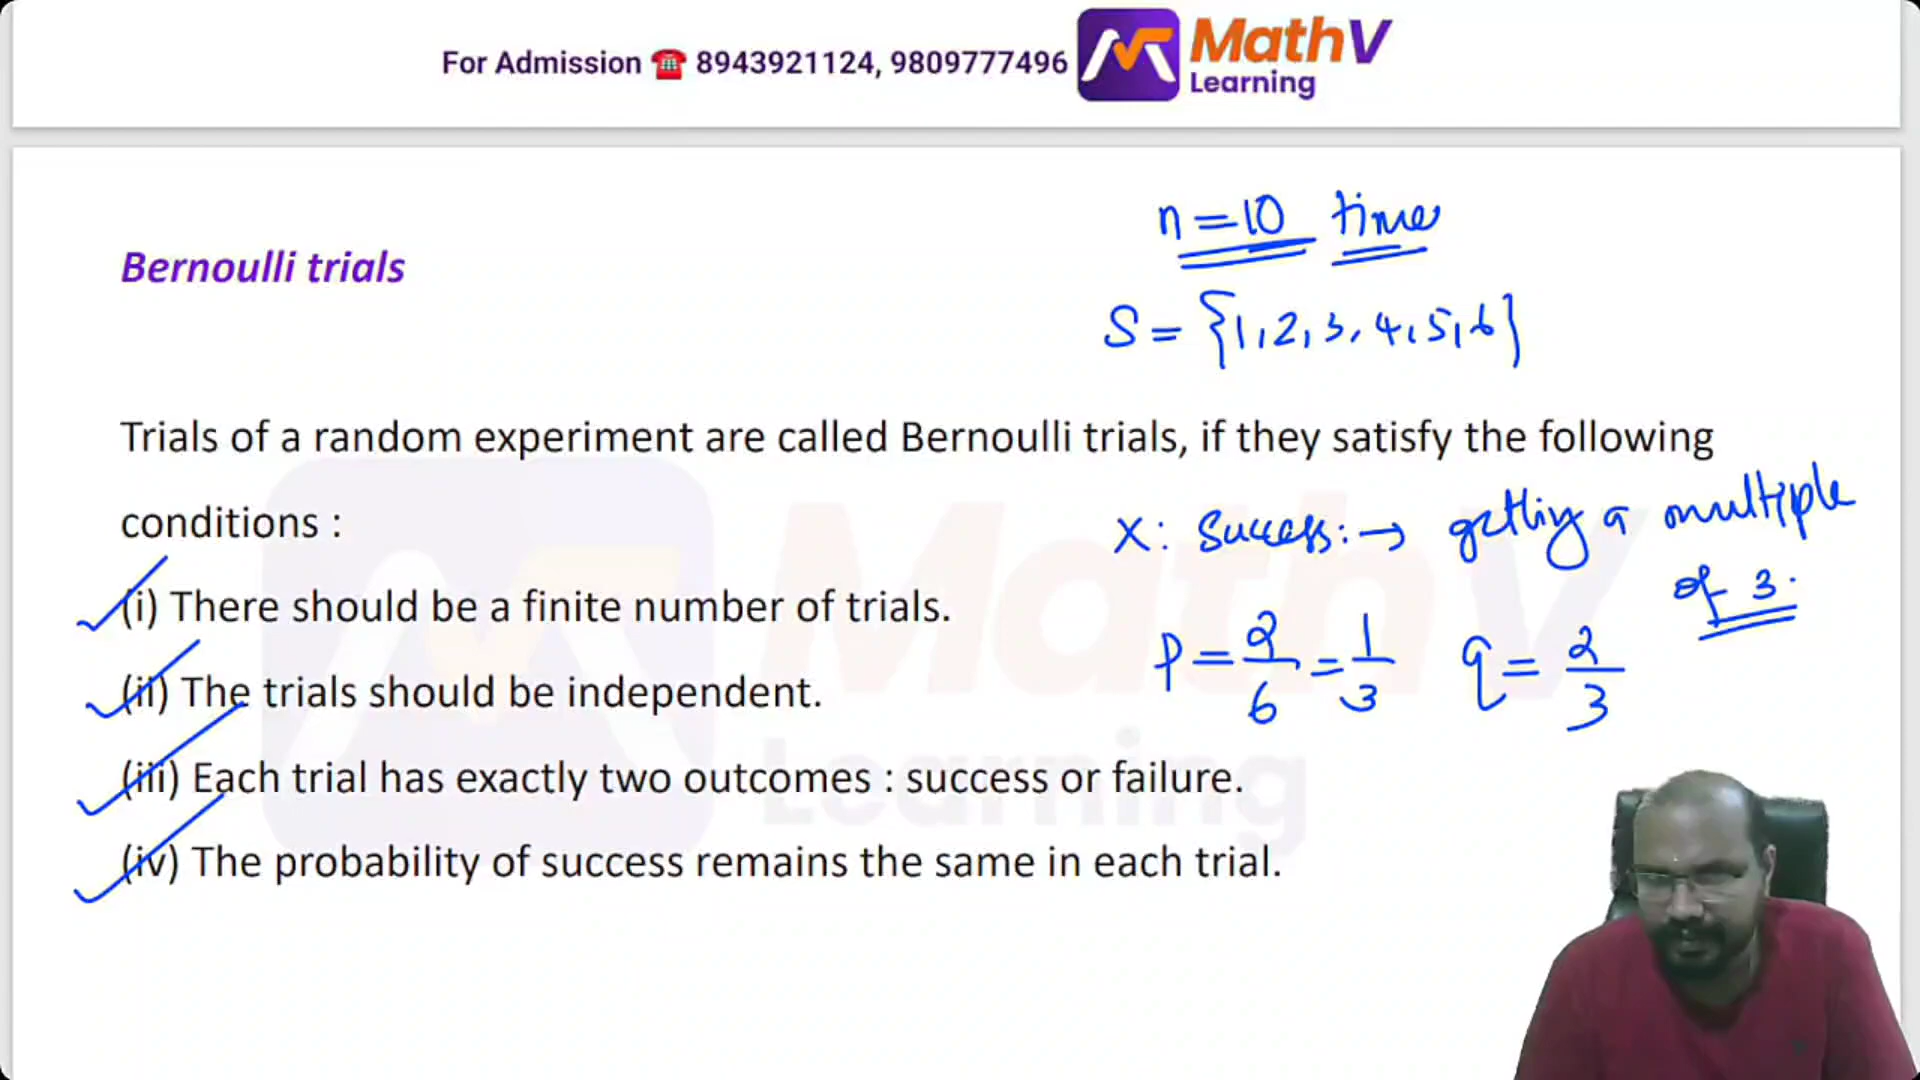 For Admission ☎ 8943921124, 9809777496
MathV
Learning
n=10 times
Bernoulli trials
S = {1,2,3,4,5,6}
Trials of a random experiment are called Bernoulli trials, if they satisfy the following
conditions :
X: Success:→ getting a multiple
of 3.
(i) There should be a finite number of trials.
P = 2/6 = 1/3 q = 2/3
(ii) The trials should be independent.
(iii) Each trial has exactly two outcomes : success or failure.
(iv) The probability of success remains the same in each trial.
MathV
Learning